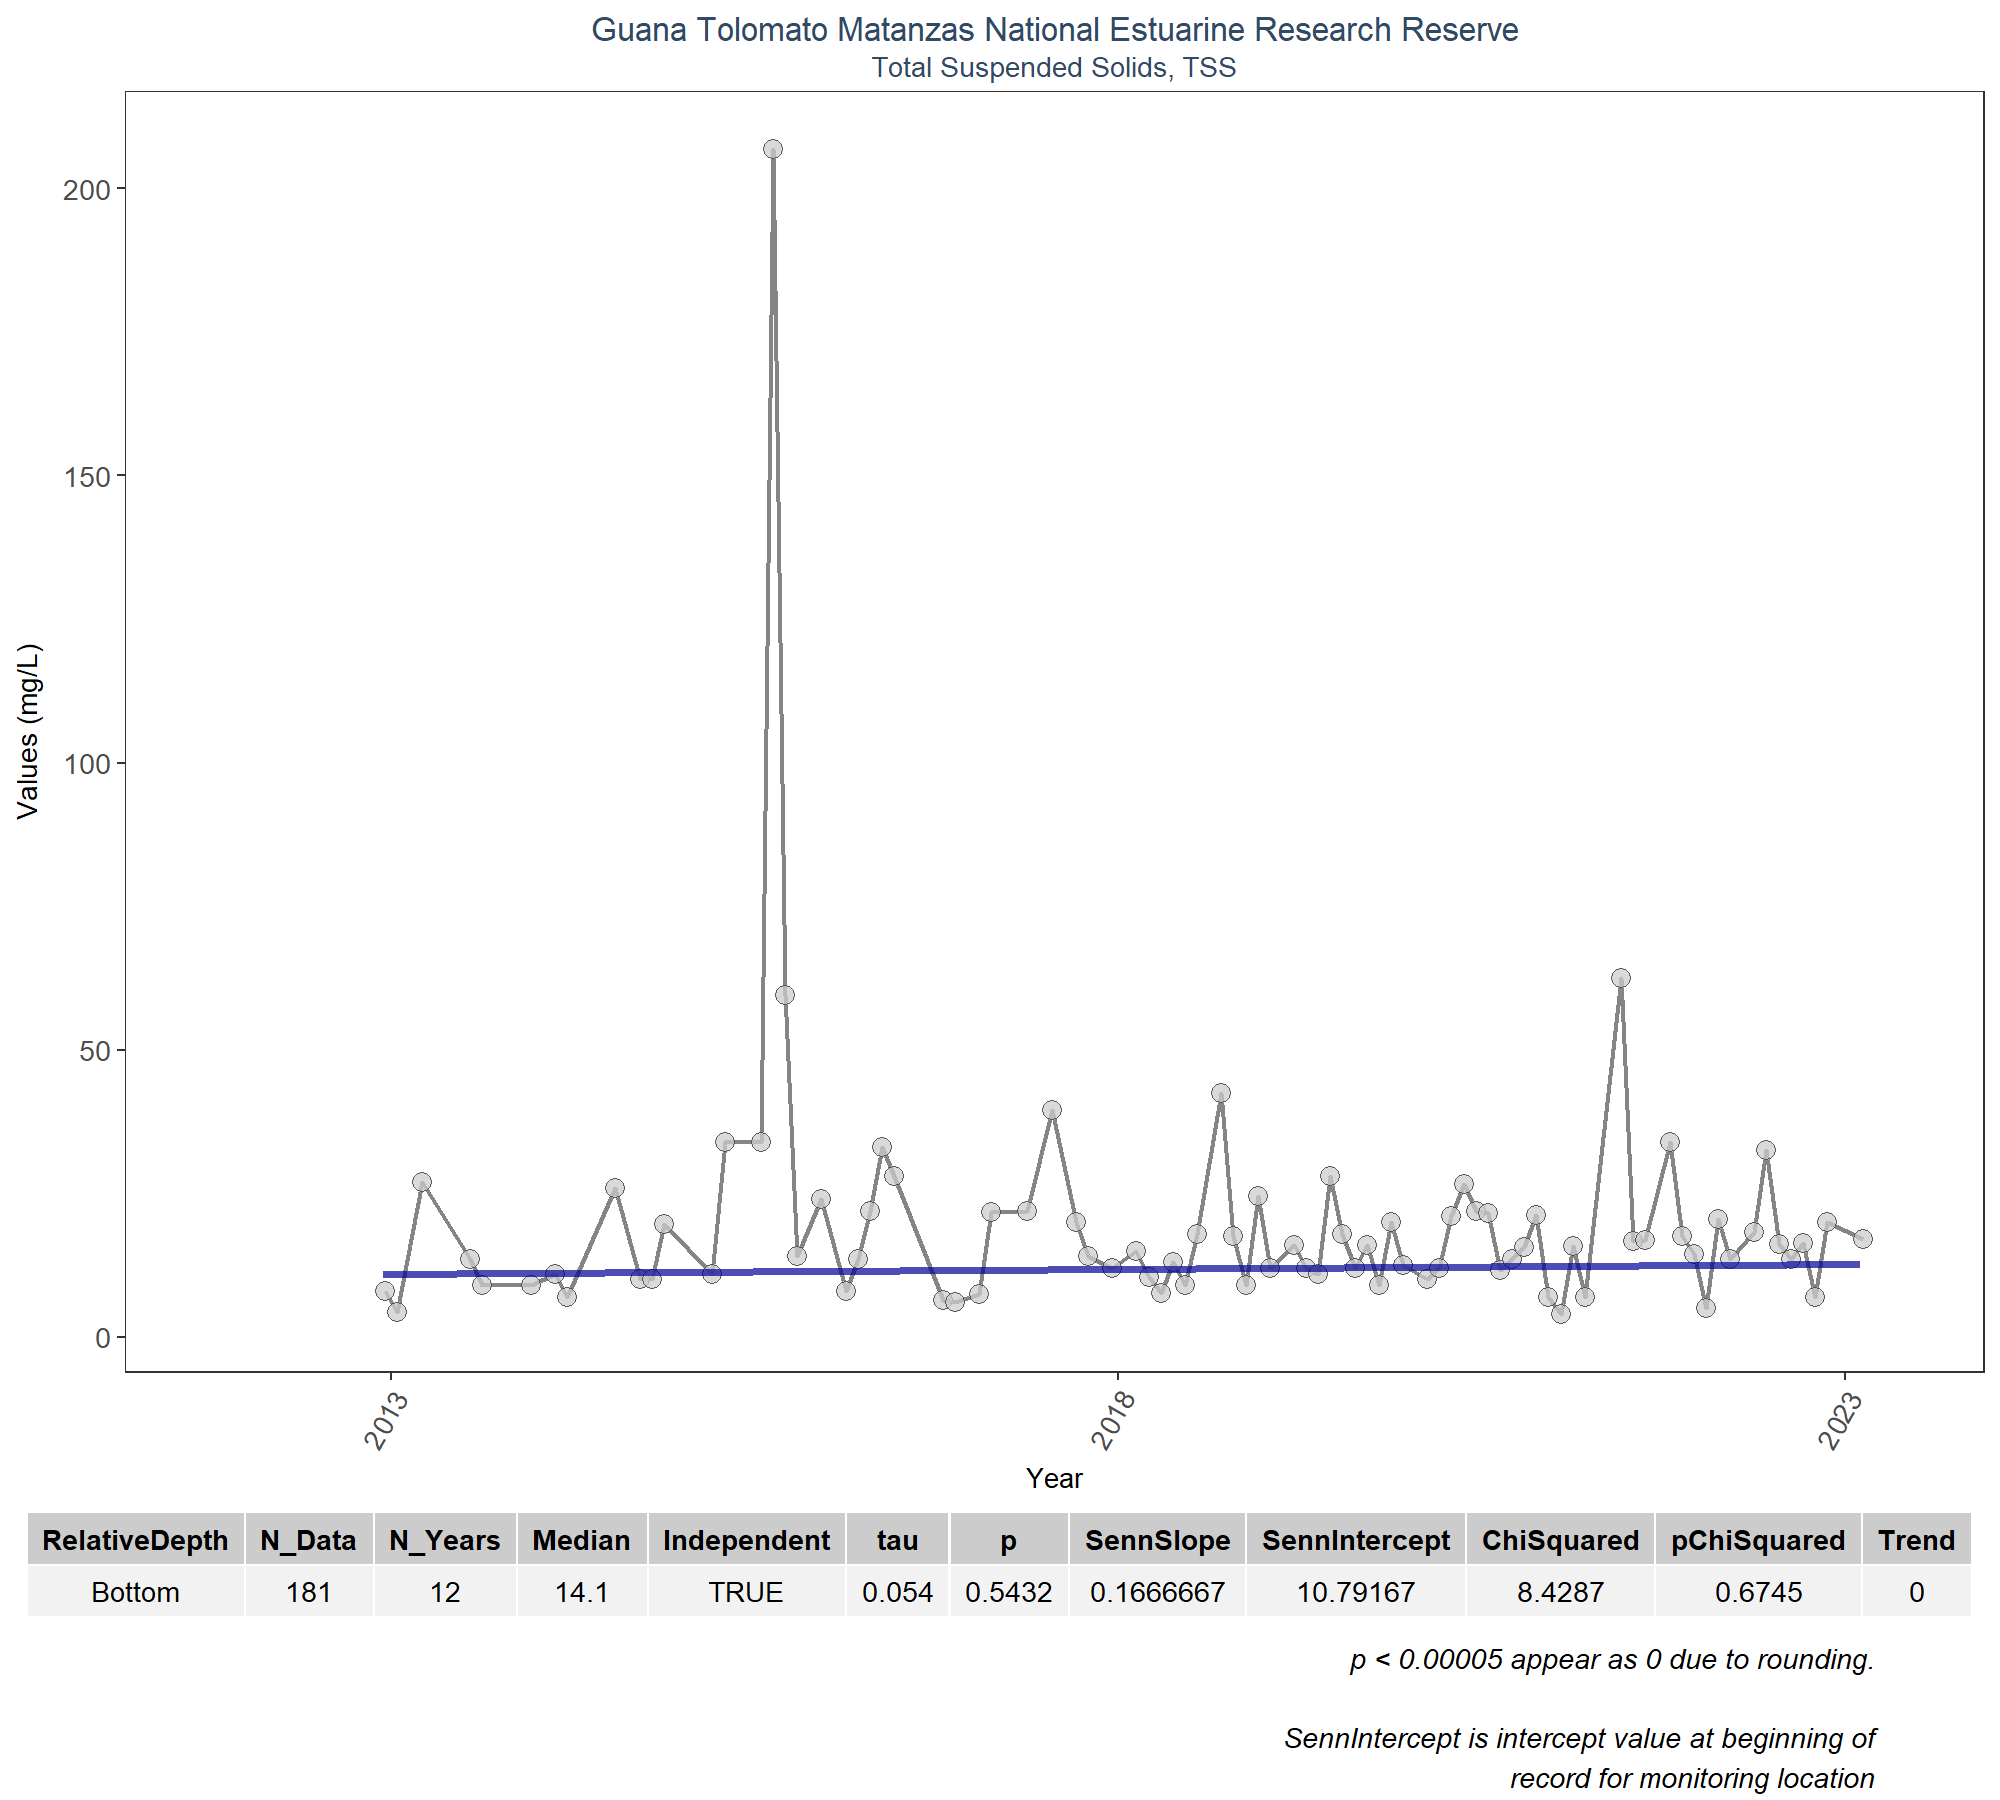 Guana Tolomato Matanzas National Estuarine Research Reserve
Total Suspended Solids, TSS
Values (mg/L)
200
150
100
50
0
2013 2018 2023
Year
RelativeDepth N_Data N_Years Median Independent tau p SennSlope SennIntercept ChiSquared pChiSquared Trend
Bottom 181 12 14.1 TRUE 0.054 0.5432 0.1666667 10.79167 8.4287 0.6745 0
p < 0.00005 appear as 0 due to rounding.
SennIntercept is intercept value at beginning of
record for monitoring location